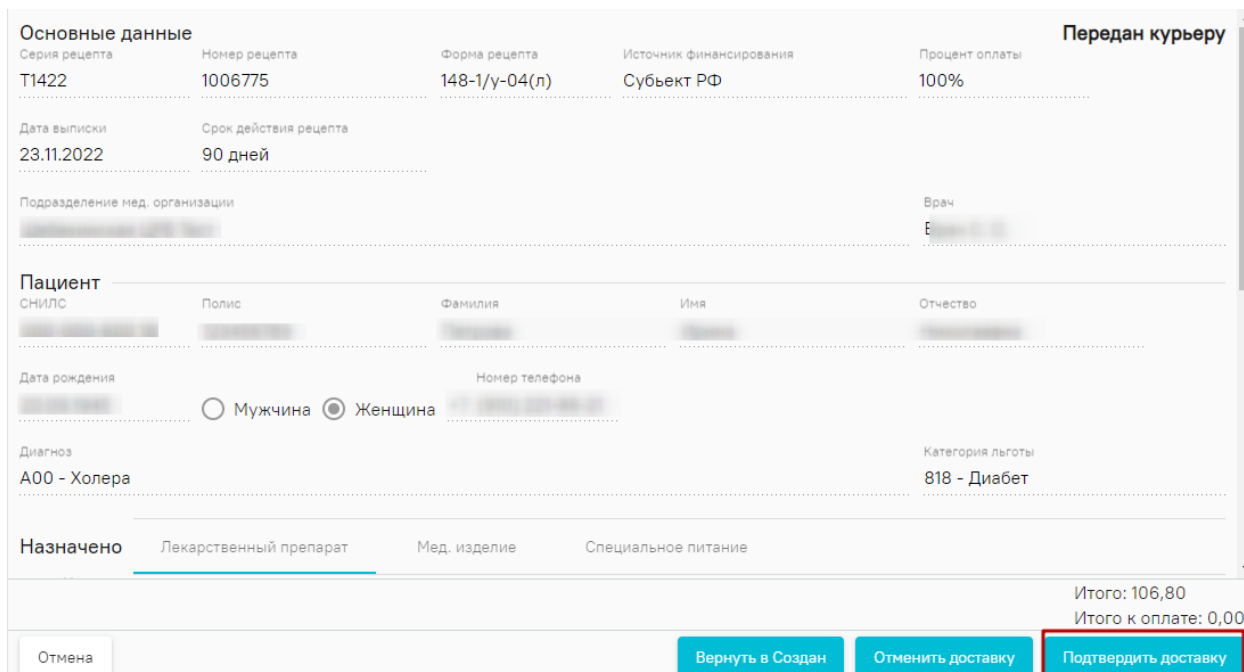 Основные данные
Передан курьеру
Серия рецепта Номер рецепта Форма рецепта Источник финансирования Процент оплаты
Т1422 1006775 148-1/у-04(л) Субъект РФ 100%
Дата выписки Срок действия рецепта
23.11.2022 90 дней
Подразделение мед. организации Врач
Пациент
СНИЛС Полис Фамилия Имя Отчество
Дата рождения Номер телефона
Мужчина Женщина
Диагноз Категория льготы
A00 - Холера 818 - Диабет
Назначено Лекарственный препарат Мед. изделие Специальное питание
Итого: 106,80
Итого к оплате: 0,00
Отмена Вернуть в Создан Отменить доставку Подтвердить доставку